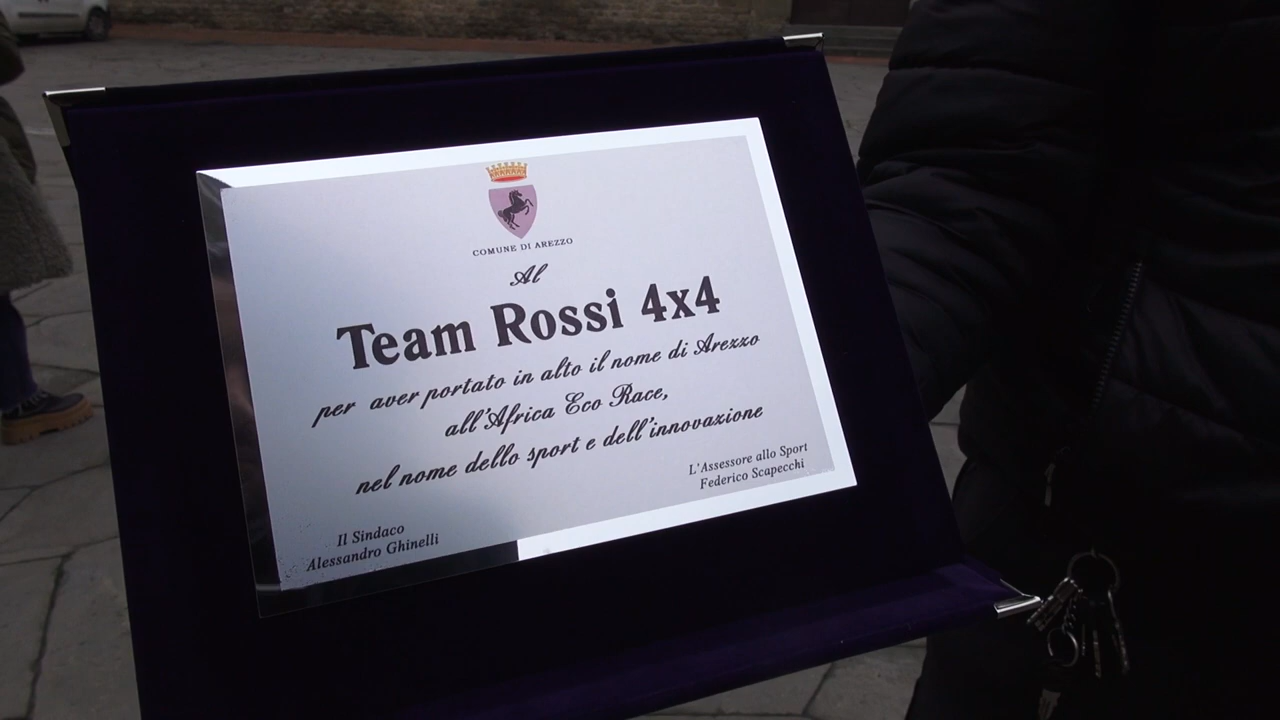 COMUNE DI AREZZO
Al
Team Rossi 4x4
per aver portato in alto il nome di Arezzo
all'Africa Eco Race,
nel nome dello sport e dell'innovazione
L'Assessore allo Sport
Federico Scapecchi
Il Sindaco
Alessandro Ghinelli